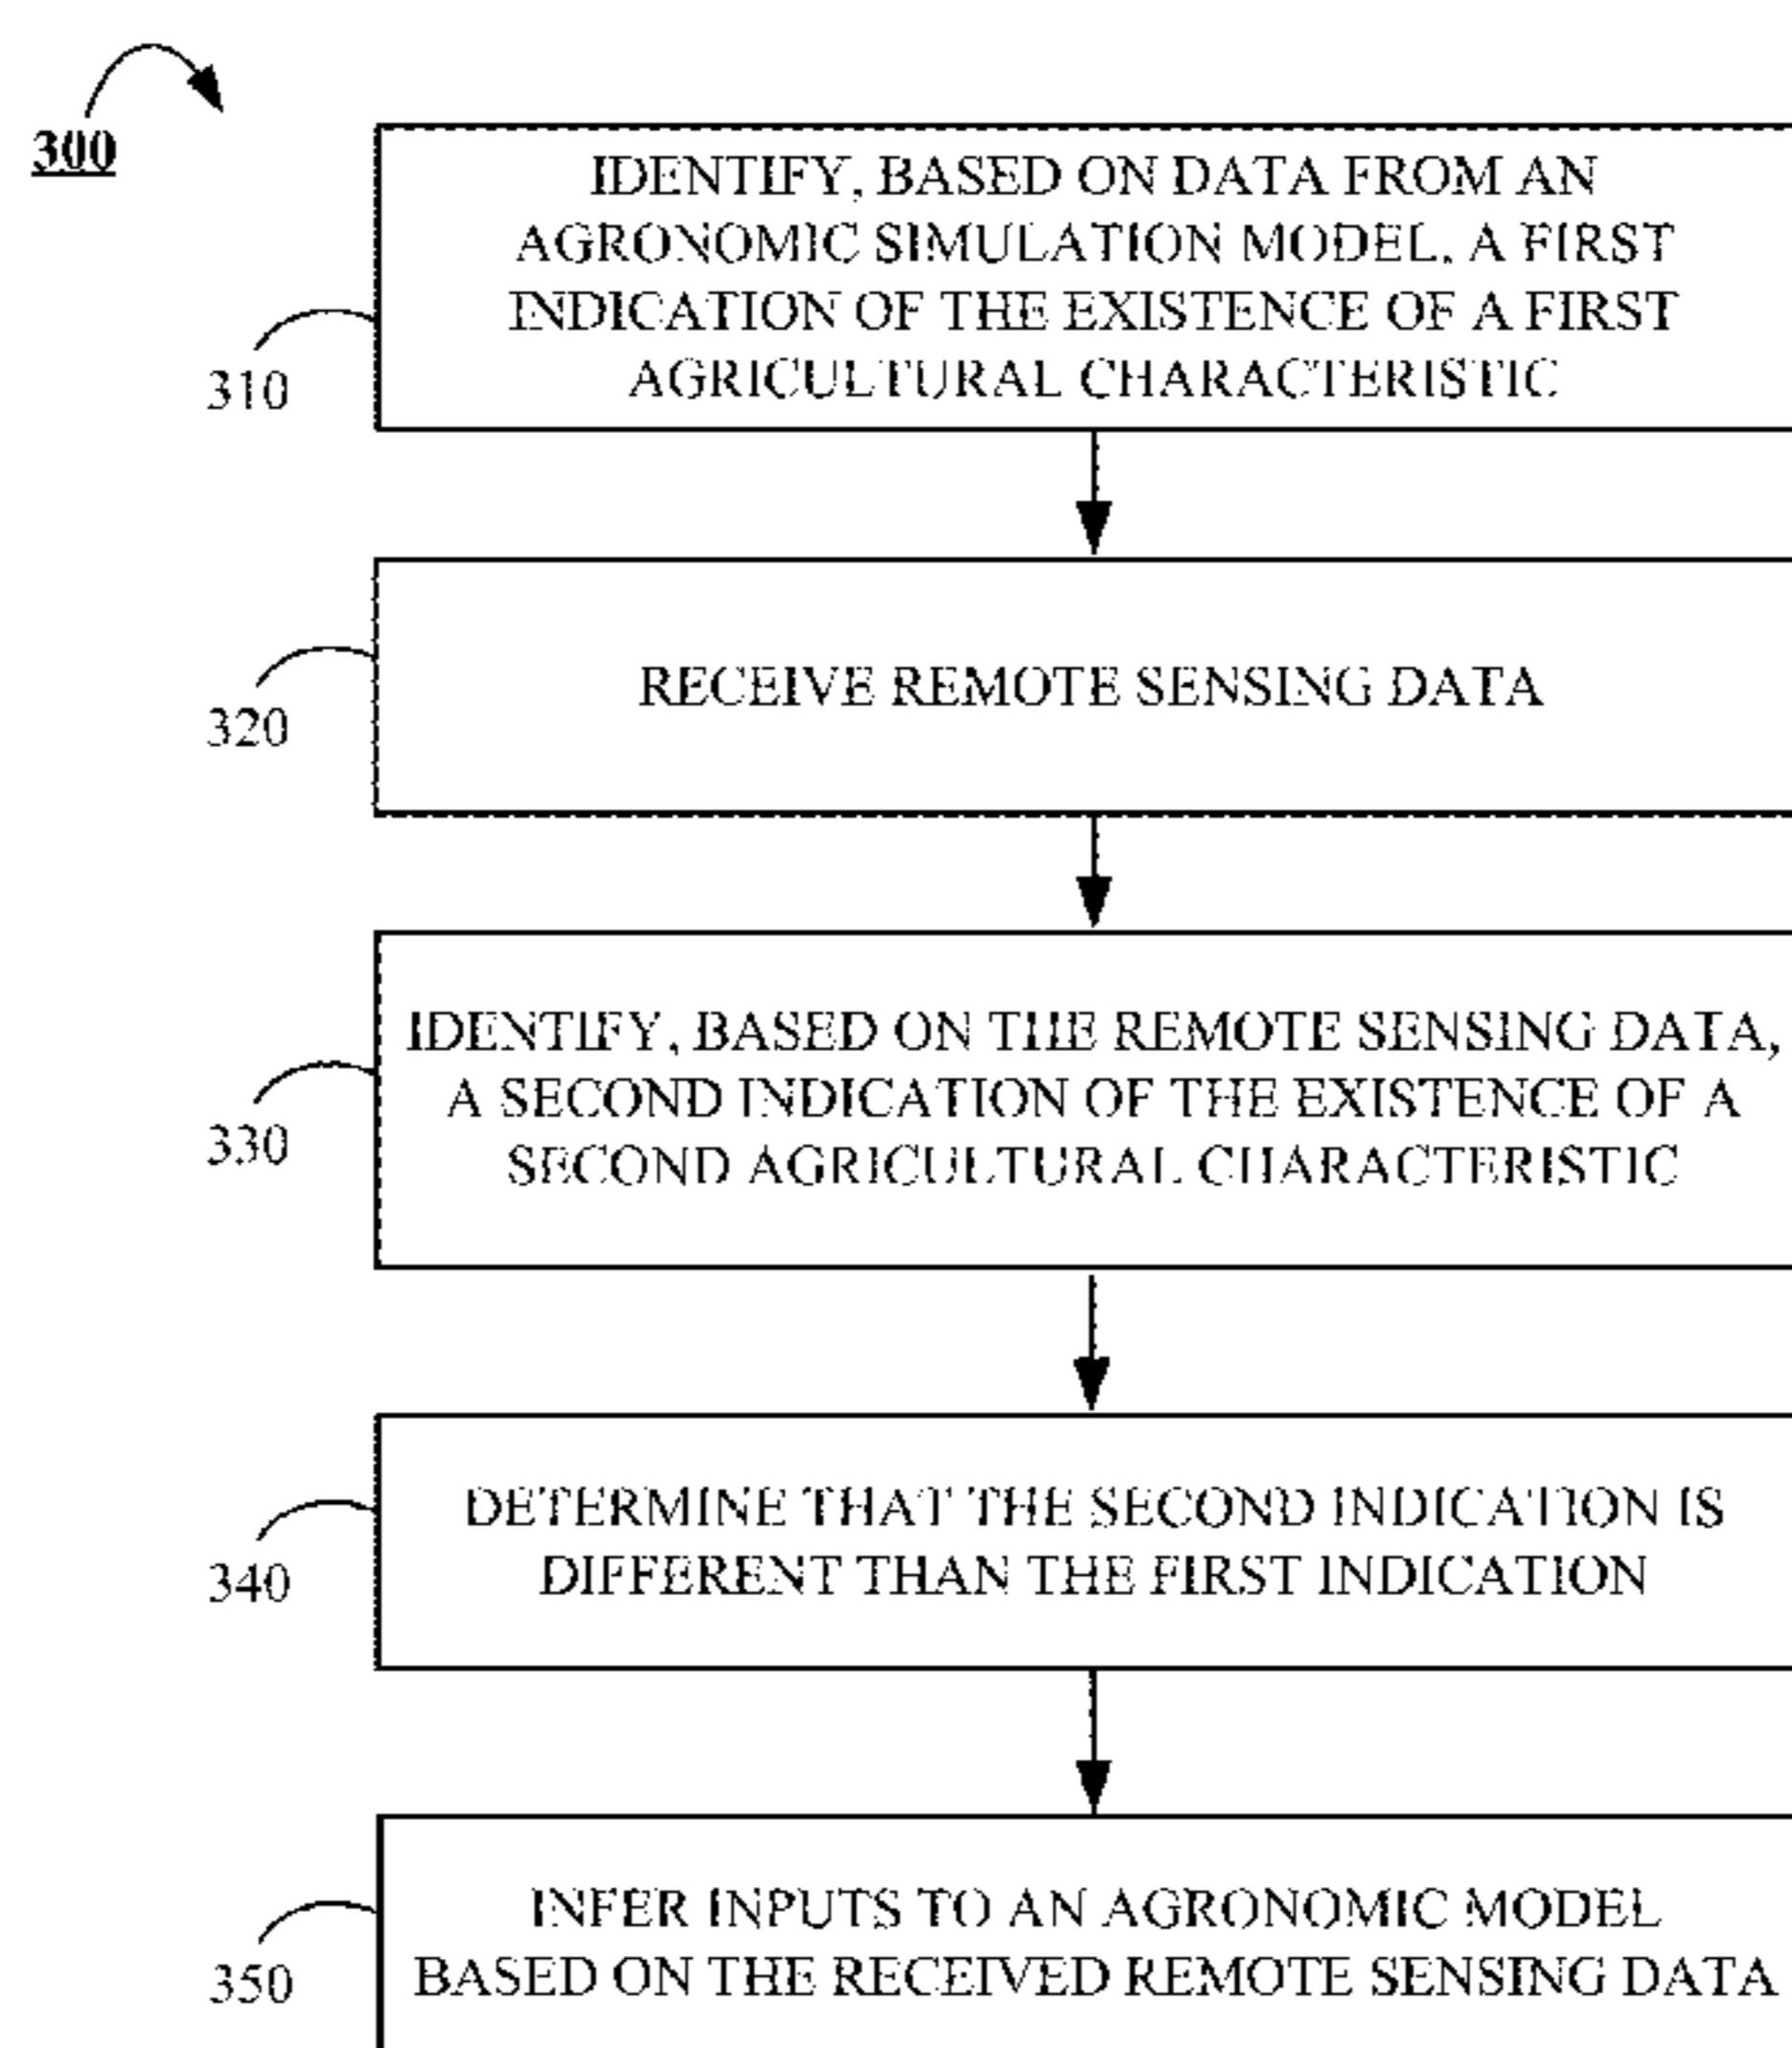 300
IDENTIFY, BASED ON DATA FROM AN
AGRONOMIC SIMULATION MODEL, A FIRST
INDICATION OF THE EXISTENCE OF A FIRST
AGRICULTURAL CHARACTERISTIC
310
RECEIVE REMOTE SENSING DATA
320
IDENTIFY, BASED ON THE REMOTE SENSING DATA,
A SECOND INDICATION OF THE EXISTENCE OF A
SECOND AGRICULTURAL CHARACTERISTIC
330
DETERMINE THAT THE SECOND INDICATION IS
DIFFERENT THAN THE FIRST INDICATION
340
INFER INPUTS TO AN AGRONOMIC MODEL
BASED ON THE RECEIVED REMOTE SENSING DATA
350